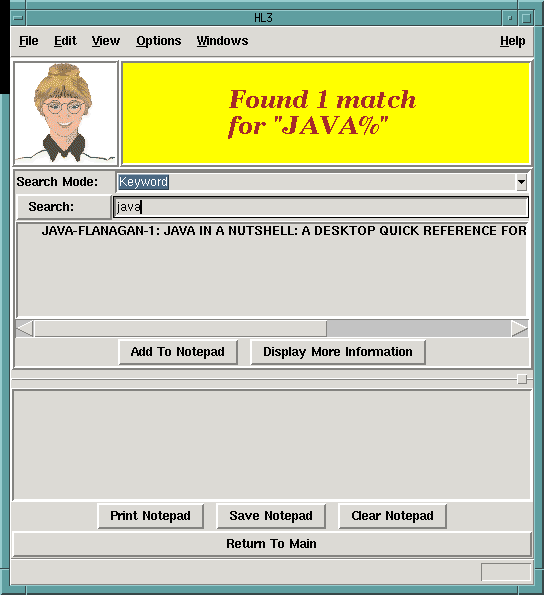 HL3
File Edit View Options Windows Help
Found 1 match
for "JAVA%"
Search Mode: Keyword
Search: java
JAVA-FLANAGAN-1: JAVA IN A NUTSHELL: A DESKTOP QUICK REFERENCE FOR
Add To Notepad Display More Information
Print Notepad Save Notepad Clear Notepad
Return To Main